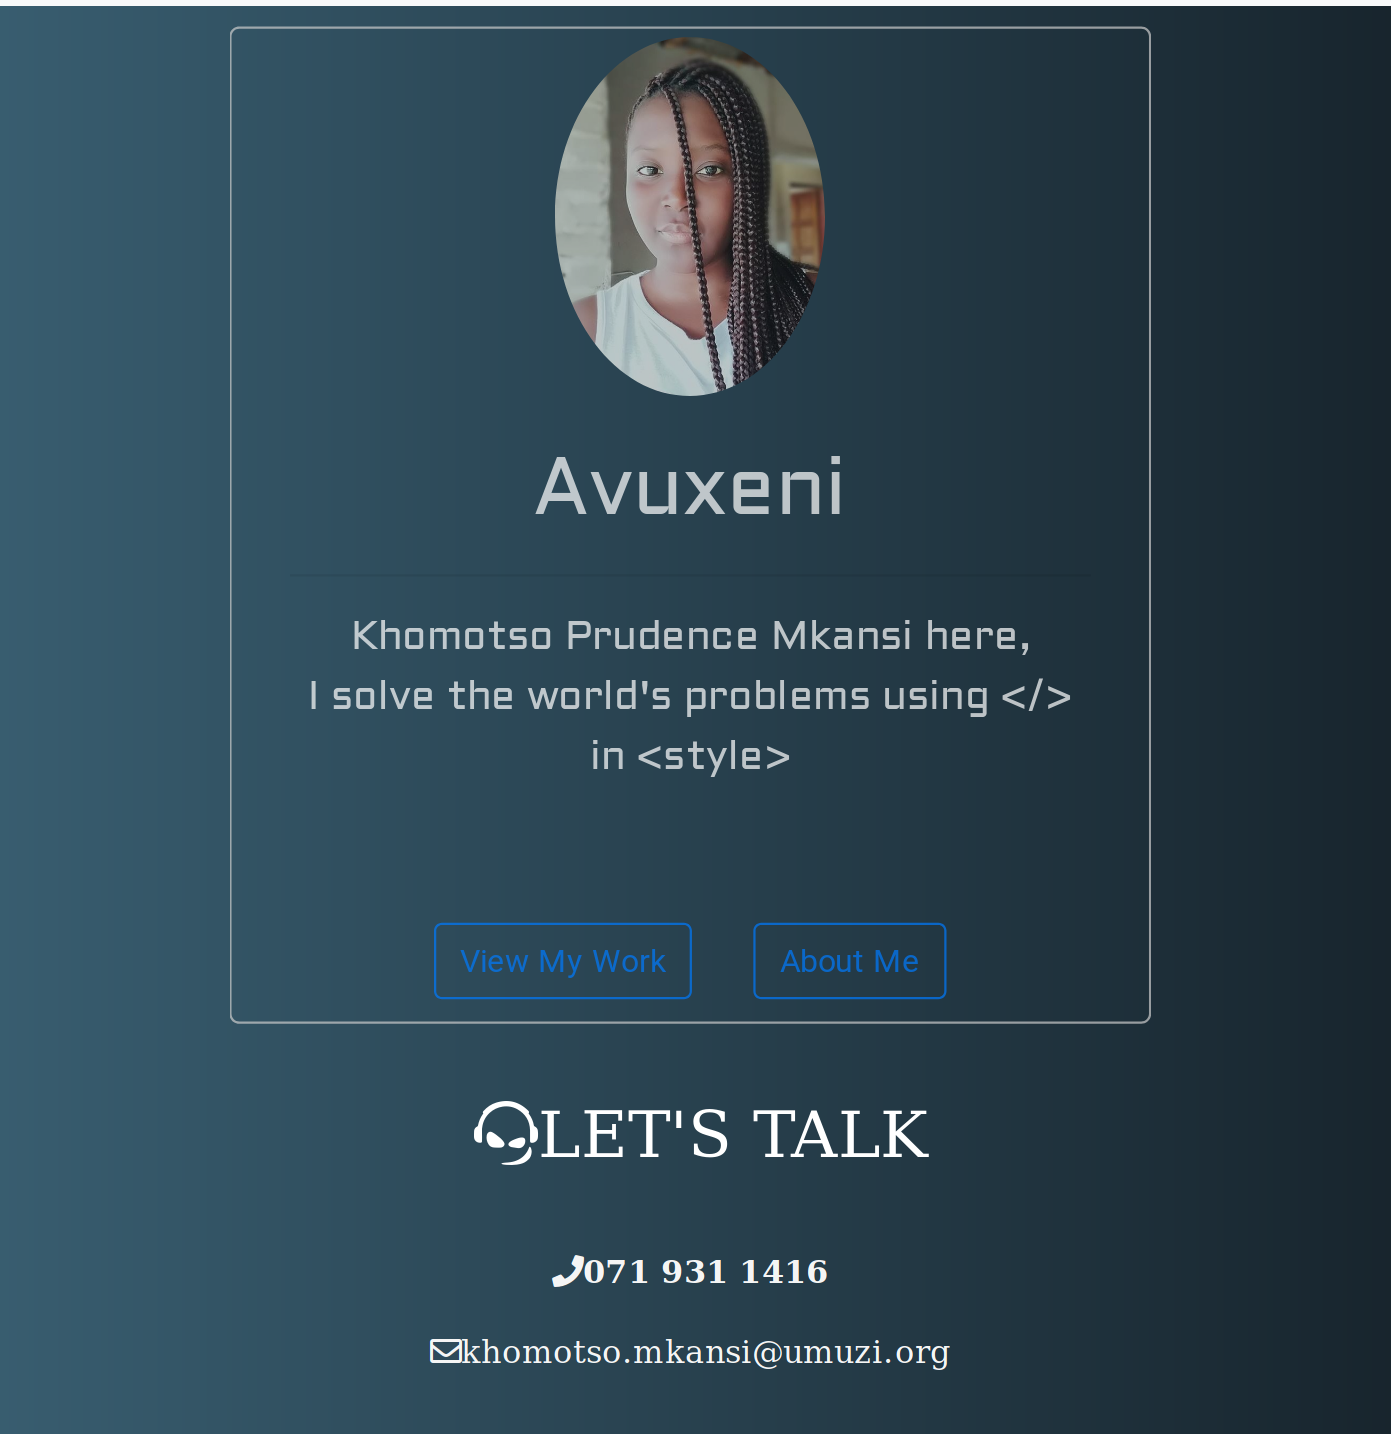 Avuxeni
Khomotso Prudence Mkansi here,
I solve the world's problems using </>
in <style>
View My Work
About Me
LET'S TALK
071 931 1416
khomotso.mkansi@umuzi.org